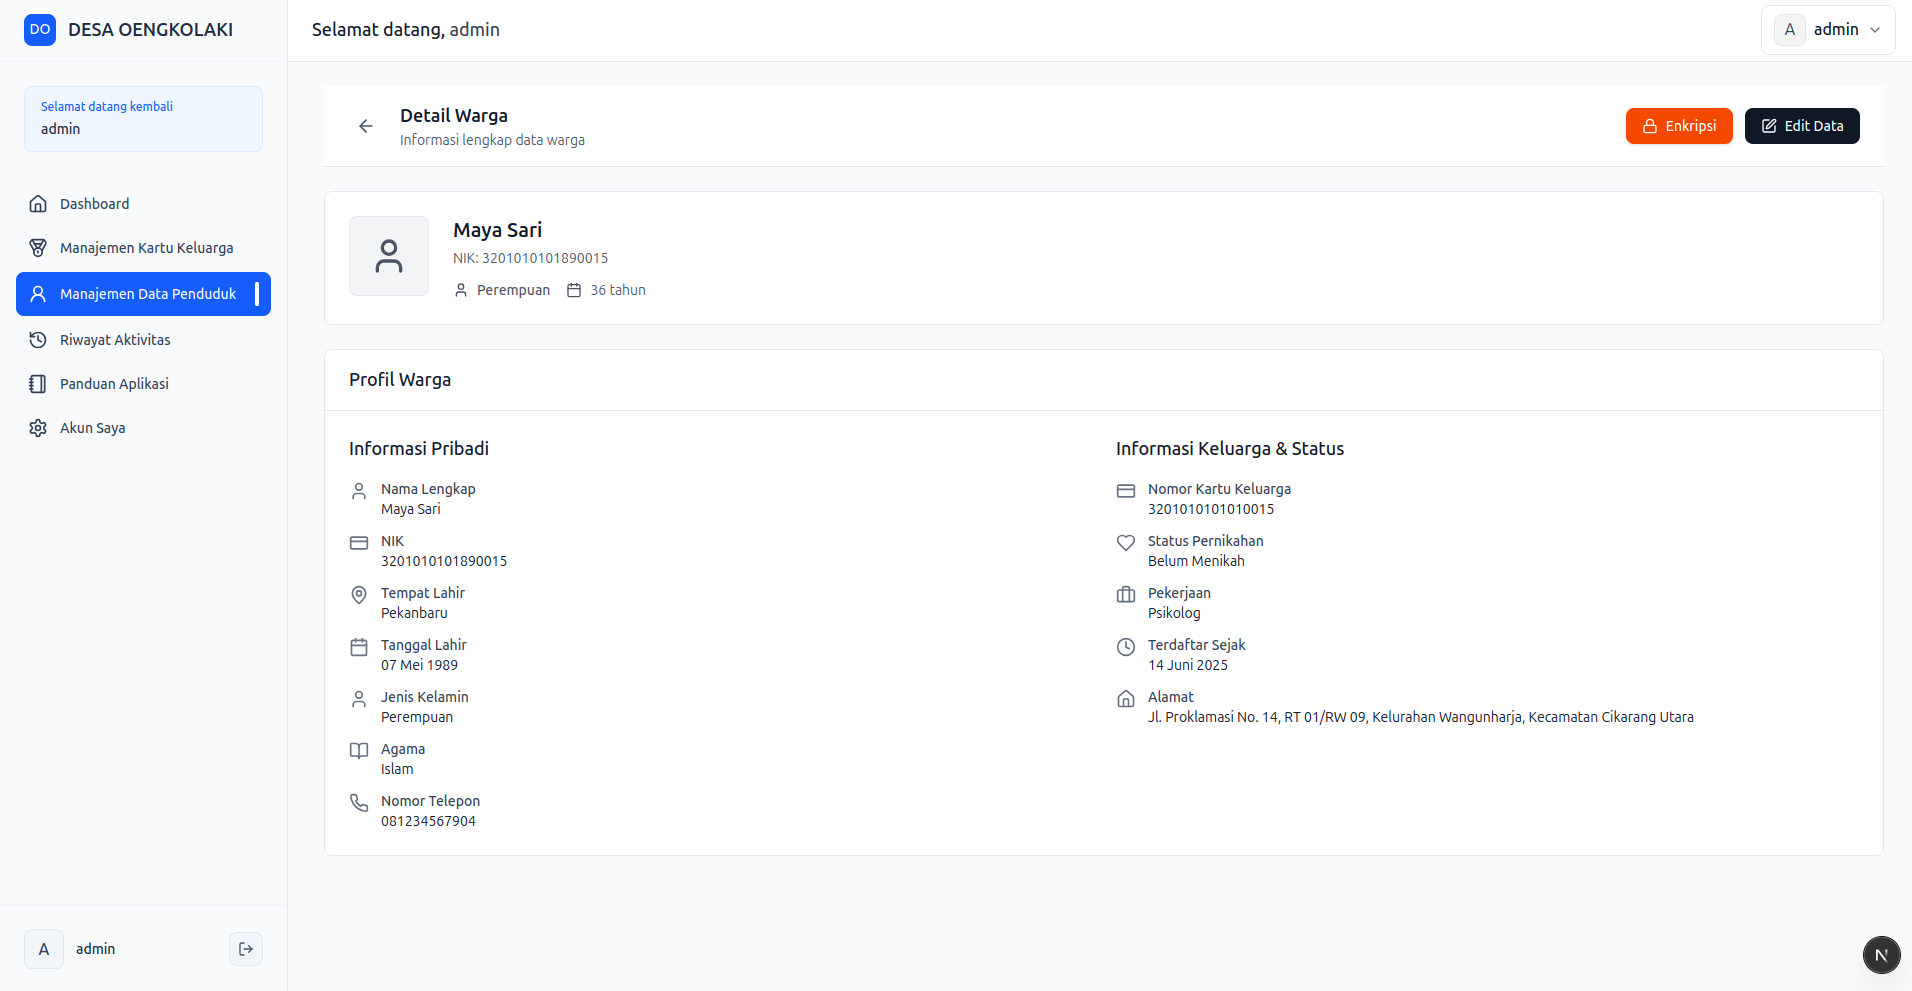 DO DESA OENGKOLAKI
Selamat datang kembali
admin
Dashboard
Manajemen Kartu Keluarga
Manajemen Data Penduduk
Riwayat Aktivitas
Panduan Aplikasi
Akun Saya
A admin
Selamat datang, admin
A admin
Detail Warga
Informasi lengkap data warga
Enkripsi
Edit Data
Maya Sari
NIK: 3201010101890015
Perempuan 36 tahun
Profil Warga
Informasi Pribadi
Nama Lengkap
Maya Sari
NIK
3201010101890015
Tempat Lahir
Pekanbaru
Tanggal Lahir
07 Mei 1989
Jenis Kelamin
Perempuan
Agama
Islam
Nomor Telepon
081234567904
Informasi Keluarga & Status
Nomor Kartu Keluarga
3201010101010015
Status Pernikahan
Belum Menikah
Pekerjaan
Psikolog
Terdaftar Sejak
14 Juni 2025
Alamat
Jl. Proklamasi No. 14, RT 01/RW 09, Kelurahan Wangunharja, Kecamatan Cikarang Utara
N